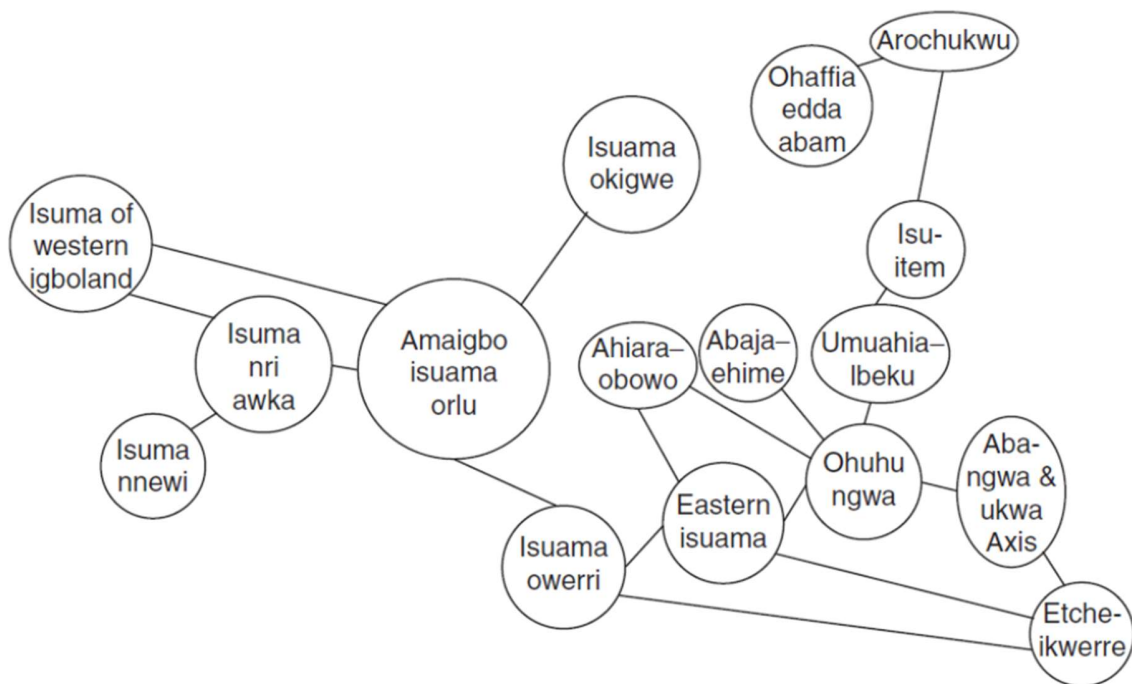 Arochukwu
Ohaffia
edda
abam
Isuama
okigwe
Isuma of
western
igboland
Isu-
item
Isuma
nri
awka
Amaigbo
isuama
orlu
Ahiara–
obowo
Abaja–
ehime
Umuahia–
Ibeku
Isuma
nnewi
Aba-
ngwa &
ukwa
Axis
Ohuhu
ngwa
Eastern
isuama
Isuama
owerri
Etche-
ikwerre